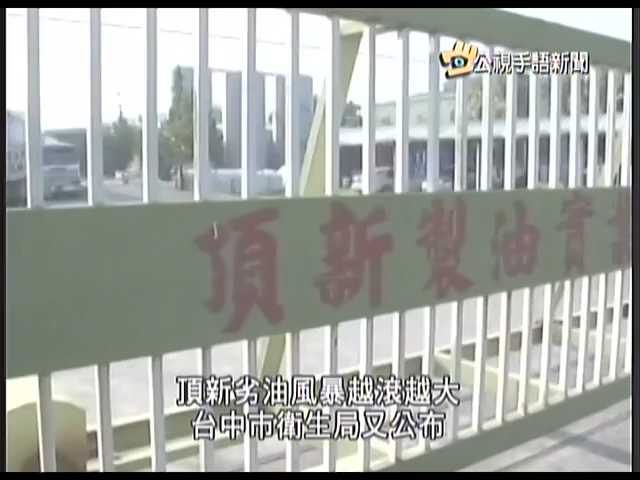 公視手語新聞
頂新製油實
頂新劣油風暴越滾越大
台中市衛生局又公布